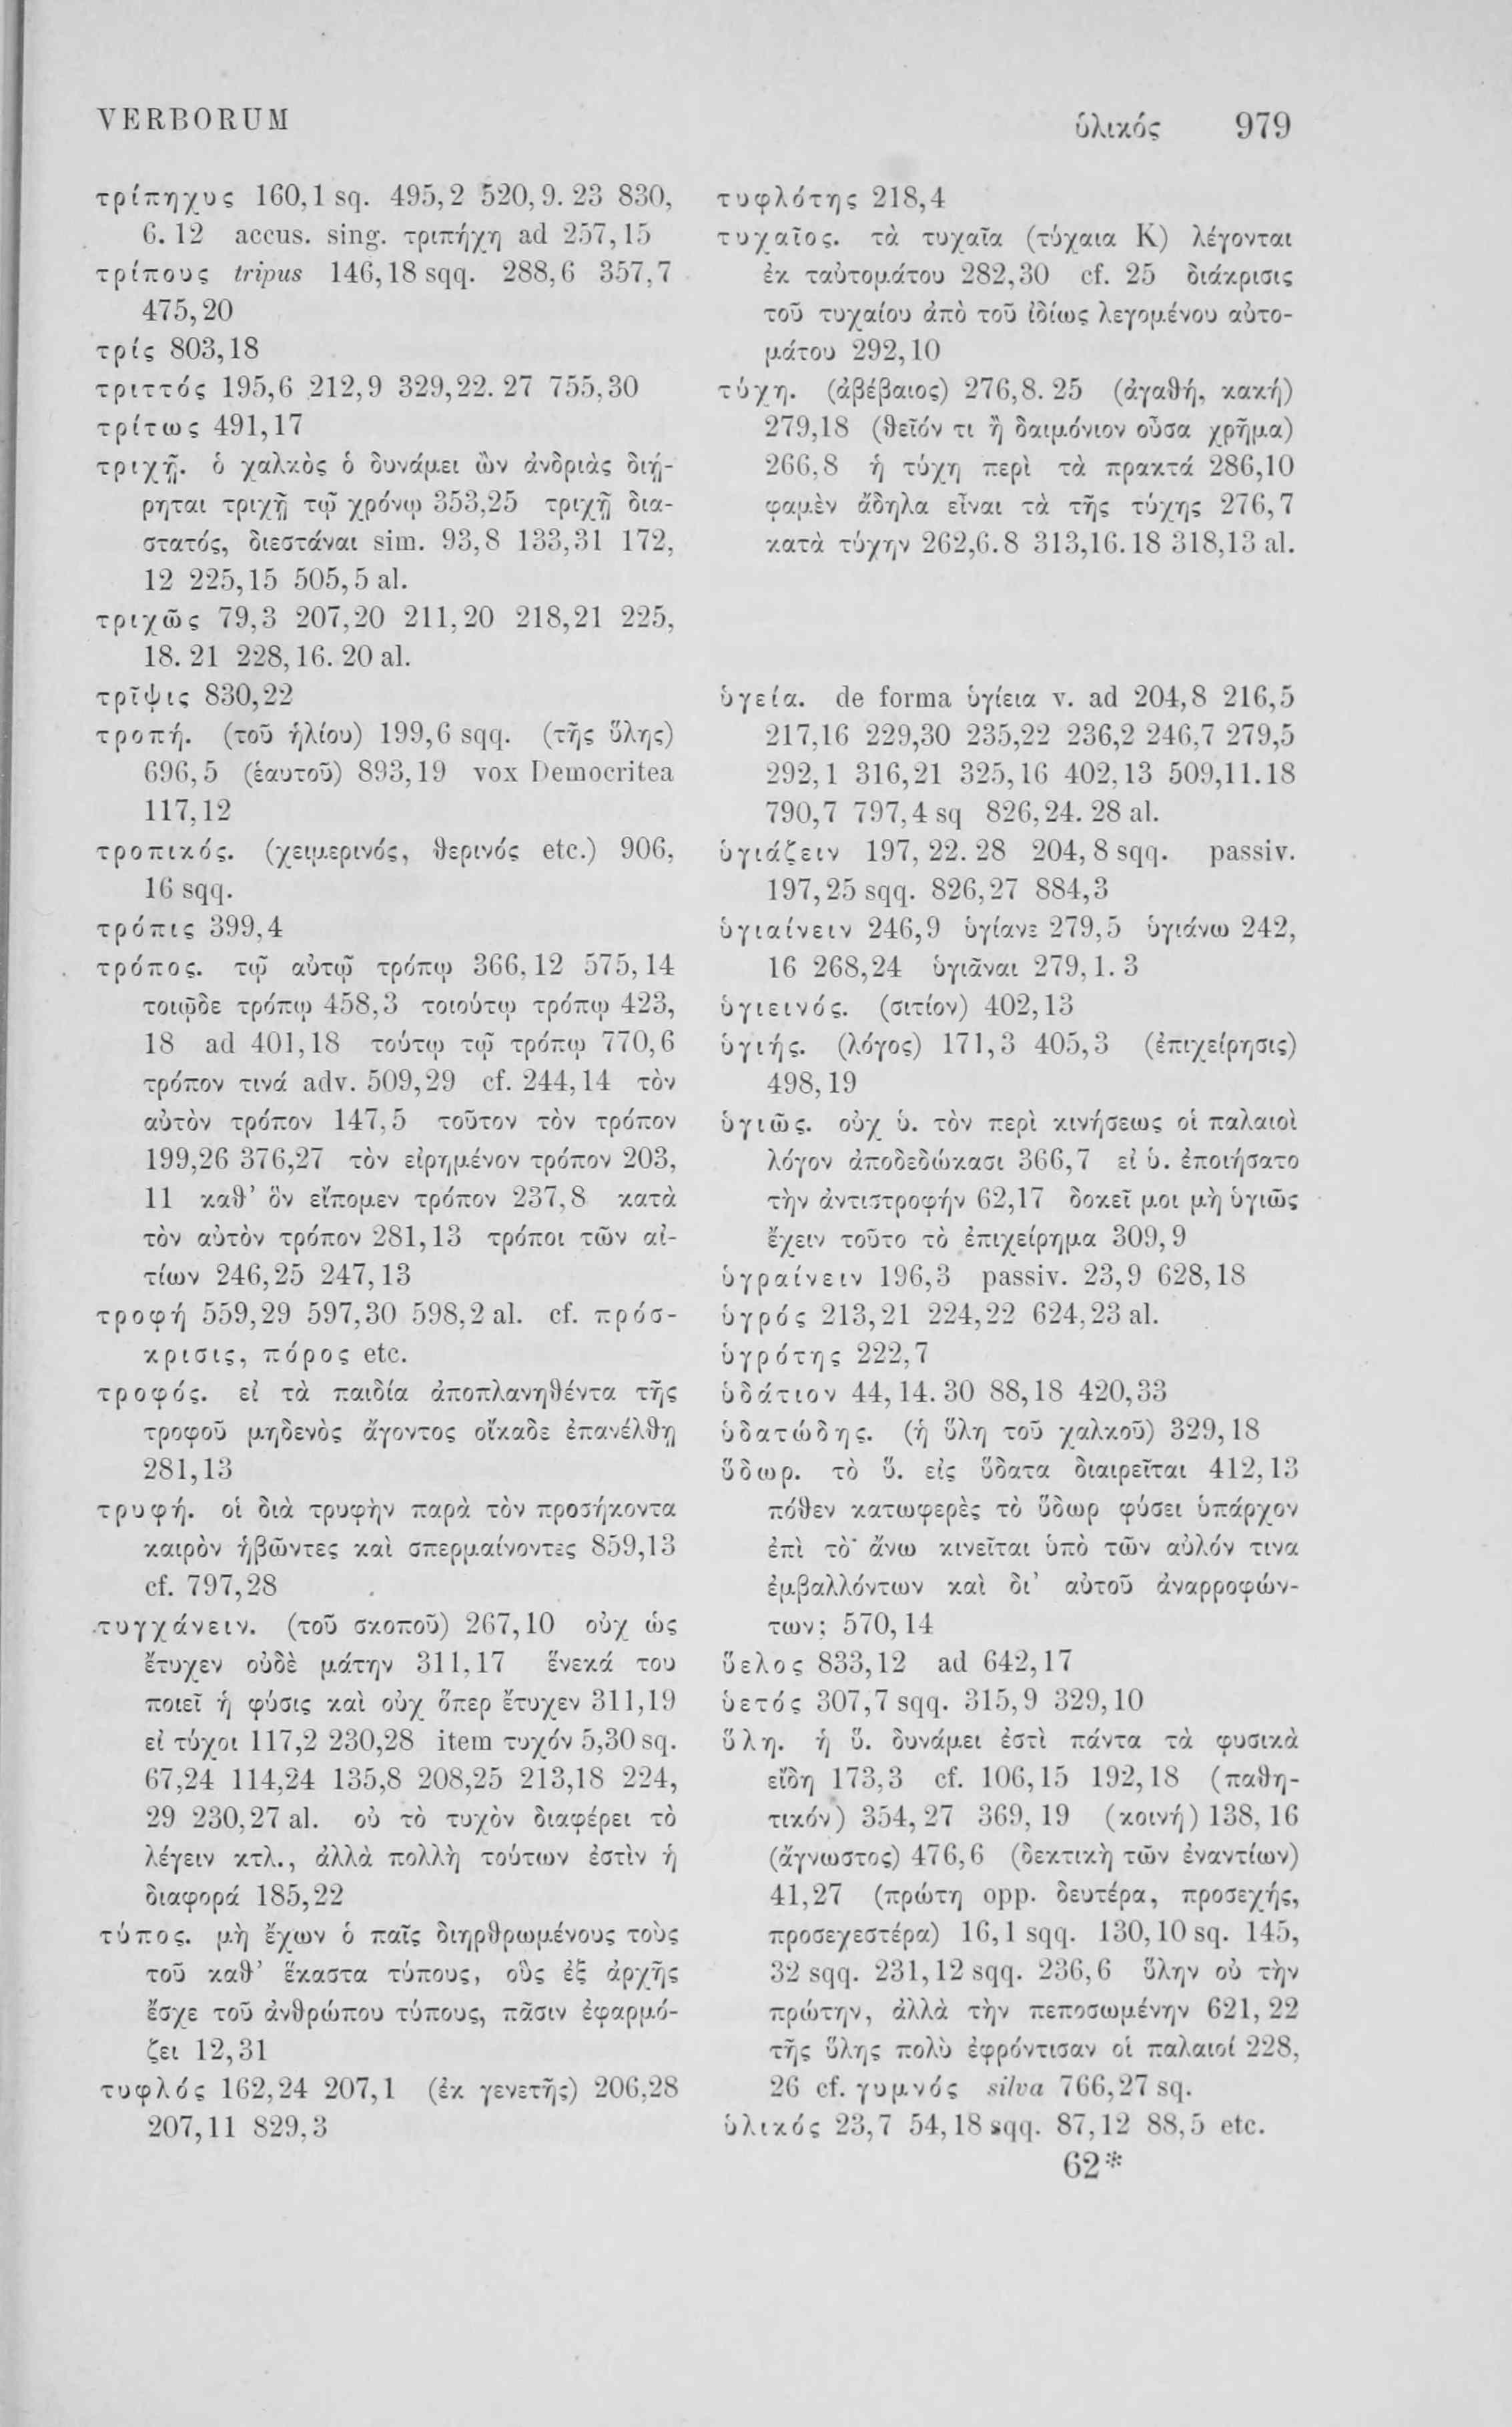 VERBORUM
ὑλικός 979
τρίπηχυς 160,1 sq. 495,2 520,9. 23 830,
6. 12 accus. sing. τριπήχη ad 257,15
τρίπους tripus 146,18 sqq. 288,6 357,7
475,20
τρίς 803,18
τριττός 195,6 212,9 329,22. 27 755,30
τρίτως 491,17
τριχῇ. ὁ χαλκὸς ὁ δυνάμει ὢν ἀνδριὰς διῄ-
ρηται τριχῇ τῷ χρόνῳ 353,25 τριχῇ δια-
στατός, διεστάναι sim. 93,8 133,31 172,
12 225,15 505,5 al.
τριχῶς 79,3 207,20 211,20 218,21 225,
18. 21 228,16. 20 al.
τρῖψις 830,22
τροπή. (τοῦ ἡλίου) 199,6 sqq. (τῆς ὕλης)
696,5 (ἑαυτοῦ) 893,19 vox Democritea
117,12
τροπικός. (χειμερινός, θερινός etc.) 906,
16 sqq.
τρόπις 399,4
τρόπος. τῷ αὐτῷ τρόπῳ 366,12 575,14
τοιῷδε τρόπῳ 458,3 τοιούτῳ τρόπῳ 423,
18 ad 401,18 τούτῳ τῷ τρόπῳ 770,6
τρόπον τινά adv. 509,29 cf. 244,14 τὸν
αὐτὸν τρόπον 147,5 τοῦτον τὸν τρόπον
199,26 376,27 τὸν εἰρημένον τρόπον 203,
11 καθ’ ὃν εἴπομεν τρόπον 237,8 κατὰ
τὸν αὐτὸν τρόπον 281,13 τρόποι τῶν αἰ-
τίων 246,25 247,13
τροφή 559,29 597,30 598,2 al. cf. πρόσ-
κρισις, πόρος etc.
τροφός. εἰ τὰ παιδία ἀποπλανηθέντα τῆς
τροφοῦ μηδενὸς ἄγοντος οἴκαδε ἐπανέλθῃ
281,13
τρυφή. οἱ διὰ τρυφὴν παρὰ τὸν προσήκοντα
καιρὸν ἡβῶντες καὶ σπερμαίνοντες 859,13
cf. 797,28
τυγχάνειν. (τοῦ σκοποῦ) 267,10 οὐχ ὡς
ἔτυχεν οὐδὲ μάτην 311,17 ἕνεκά του
ποιεῖ ἡ φύσις καὶ οὐχ ὅπερ ἔτυχεν 311,19
εἰ τύχοι 117,2 230,28 item τυχόν 5,30 sq.
67,24 114,24 135,8 208,25 213,18 224,
29 230,27 al. οὐ τὸ τυχὸν διαφέρει τὸ
λέγειν κτλ., ἀλλὰ πολλὴ τούτων ἐστὶν ἡ
διαφορά 185,22
τύπος. μὴ ἔχων ὁ παῖς διηρθρωμένους τοὺς
τοῦ καθ’ ἕκαστα τύπους, οὓς ἐξ ἀρχῆς
ἔσχε τοῦ ἀνθρώπου τύπους, πᾶσιν ἐφαρμό-
ζει 12,31
τυφλός 162,24 207,1 (ἐκ γενετῆς) 206,28
207,11 829,3
τυφλότης 218,4
τυχαῖος. τὰ τυχαῖα (τύχαια K) λέγονται
ἐκ ταὐτομάτου 282,30 cf. 25 διάκρισις
τοῦ τυχαίου ἀπὸ τοῦ ἰδίως λεγομένου αὐτο-
μάτου 292,10
τύχη. (ἀβέβαιος) 276,8. 25 (ἀγαθή, κακή)
279,18 (θεῖόν τι ἢ δαιμόνιον οὖσα χρῆμα)
266,8 ἡ τύχη περὶ τὰ πρακτά 286,10
φαμὲν ἄδηλα εἶναι τὰ τῆς τύχης 276,7
κατὰ τύχην 262,6. 8 313,16. 18 318,13 al.
ὑγεία. de forma ὑγίεια v. ad 204,8 216,5
217,16 229,30 235,22 236,2 246,7 279,5
292,1 316,21 325,16 402,13 509,11. 18
790,7 797,4 sq 826,24. 28 al.
ὑγιάζειν 197, 22. 28 204, 8 sqq. passiv.
197,25 sqq. 826,27 884,3
ὑγιαίνειν 246,9 ὑγίανε 279,5 ὑγιάνω 242,
16 268,24 ὑγιᾶναι 279,1. 3
ὑγιεινός. (σιτίον) 402,13
ὑγιής. (λόγος) 171,3 405,3 (ἐπιχείρησις)
498,19
ὑγιῶς. οὐχ ὑ. τὸν περὶ κινήσεως οἱ παλαιοὶ
λόγον ἀποδεδώκασι 366,7 εἰ ὑ. ἐποιήσατο
τὴν ἀντιστροφήν 62,17 δοκεῖ μοι μὴ ὑγιῶς
ἔχειν τοῦτο τὸ ἐπιχείρημα 309,9
ὑγραίνειν 196,3 passiv. 23,9 628,18
ὑγρός 213,21 224,22 624,23 al.
ὑγρότης 222,7
ὑδάτιον 44,14. 30 88,18 420,33
ὑδατώδης. (ἡ ὕλη τοῦ χαλκοῦ) 329,18
ὕδωρ. τὸ ὕ. εἰς ὕδατα διαιρεῖται 412,13
πόθεν κατωφερὲς τὸ ὕδωρ φύσει ὑπάρχον
ἐπὶ τὸ ἄνω κινεῖται ὑπὸ τῶν αὐλόν τινα
ἐμβαλλόντων καὶ δι’ αὐτοῦ ἀναρροφών-
των; 570,14
ὕελος 833,12 ad 642,17
ὑετός 307,7 sqq. 315,9 329,10
ὕλη. ἡ ὕ. δυνάμει ἐστὶ πάντα τὰ φυσικὰ
εἴδη 173,3 cf. 106,15 192,18 (παθη-
τικόν) 354,27 369,19 (κοινή) 138,16
(ἄγνωστος) 476,6 (δεκτικὴ τῶν ἐναντίων)
41,27 (πρώτη opp. δευτέρα, προσεχής,
προσεχεστέρα) 16,1 sqq. 130,10 sq. 145,
32 sqq. 231,12 sqq. 236,6 ὕλην οὐ τὴν
πρώτην, ἀλλὰ τὴν πεποσωμένην 621, 22
τῆς ὕλης πολὺ ἐφρόντισαν οἱ παλαιοί 228,
26 cf. γυμνός silva 766,27 sq.
ὑλικός 23,7 54,18 sqq. 87,12 88,5 etc.
62*